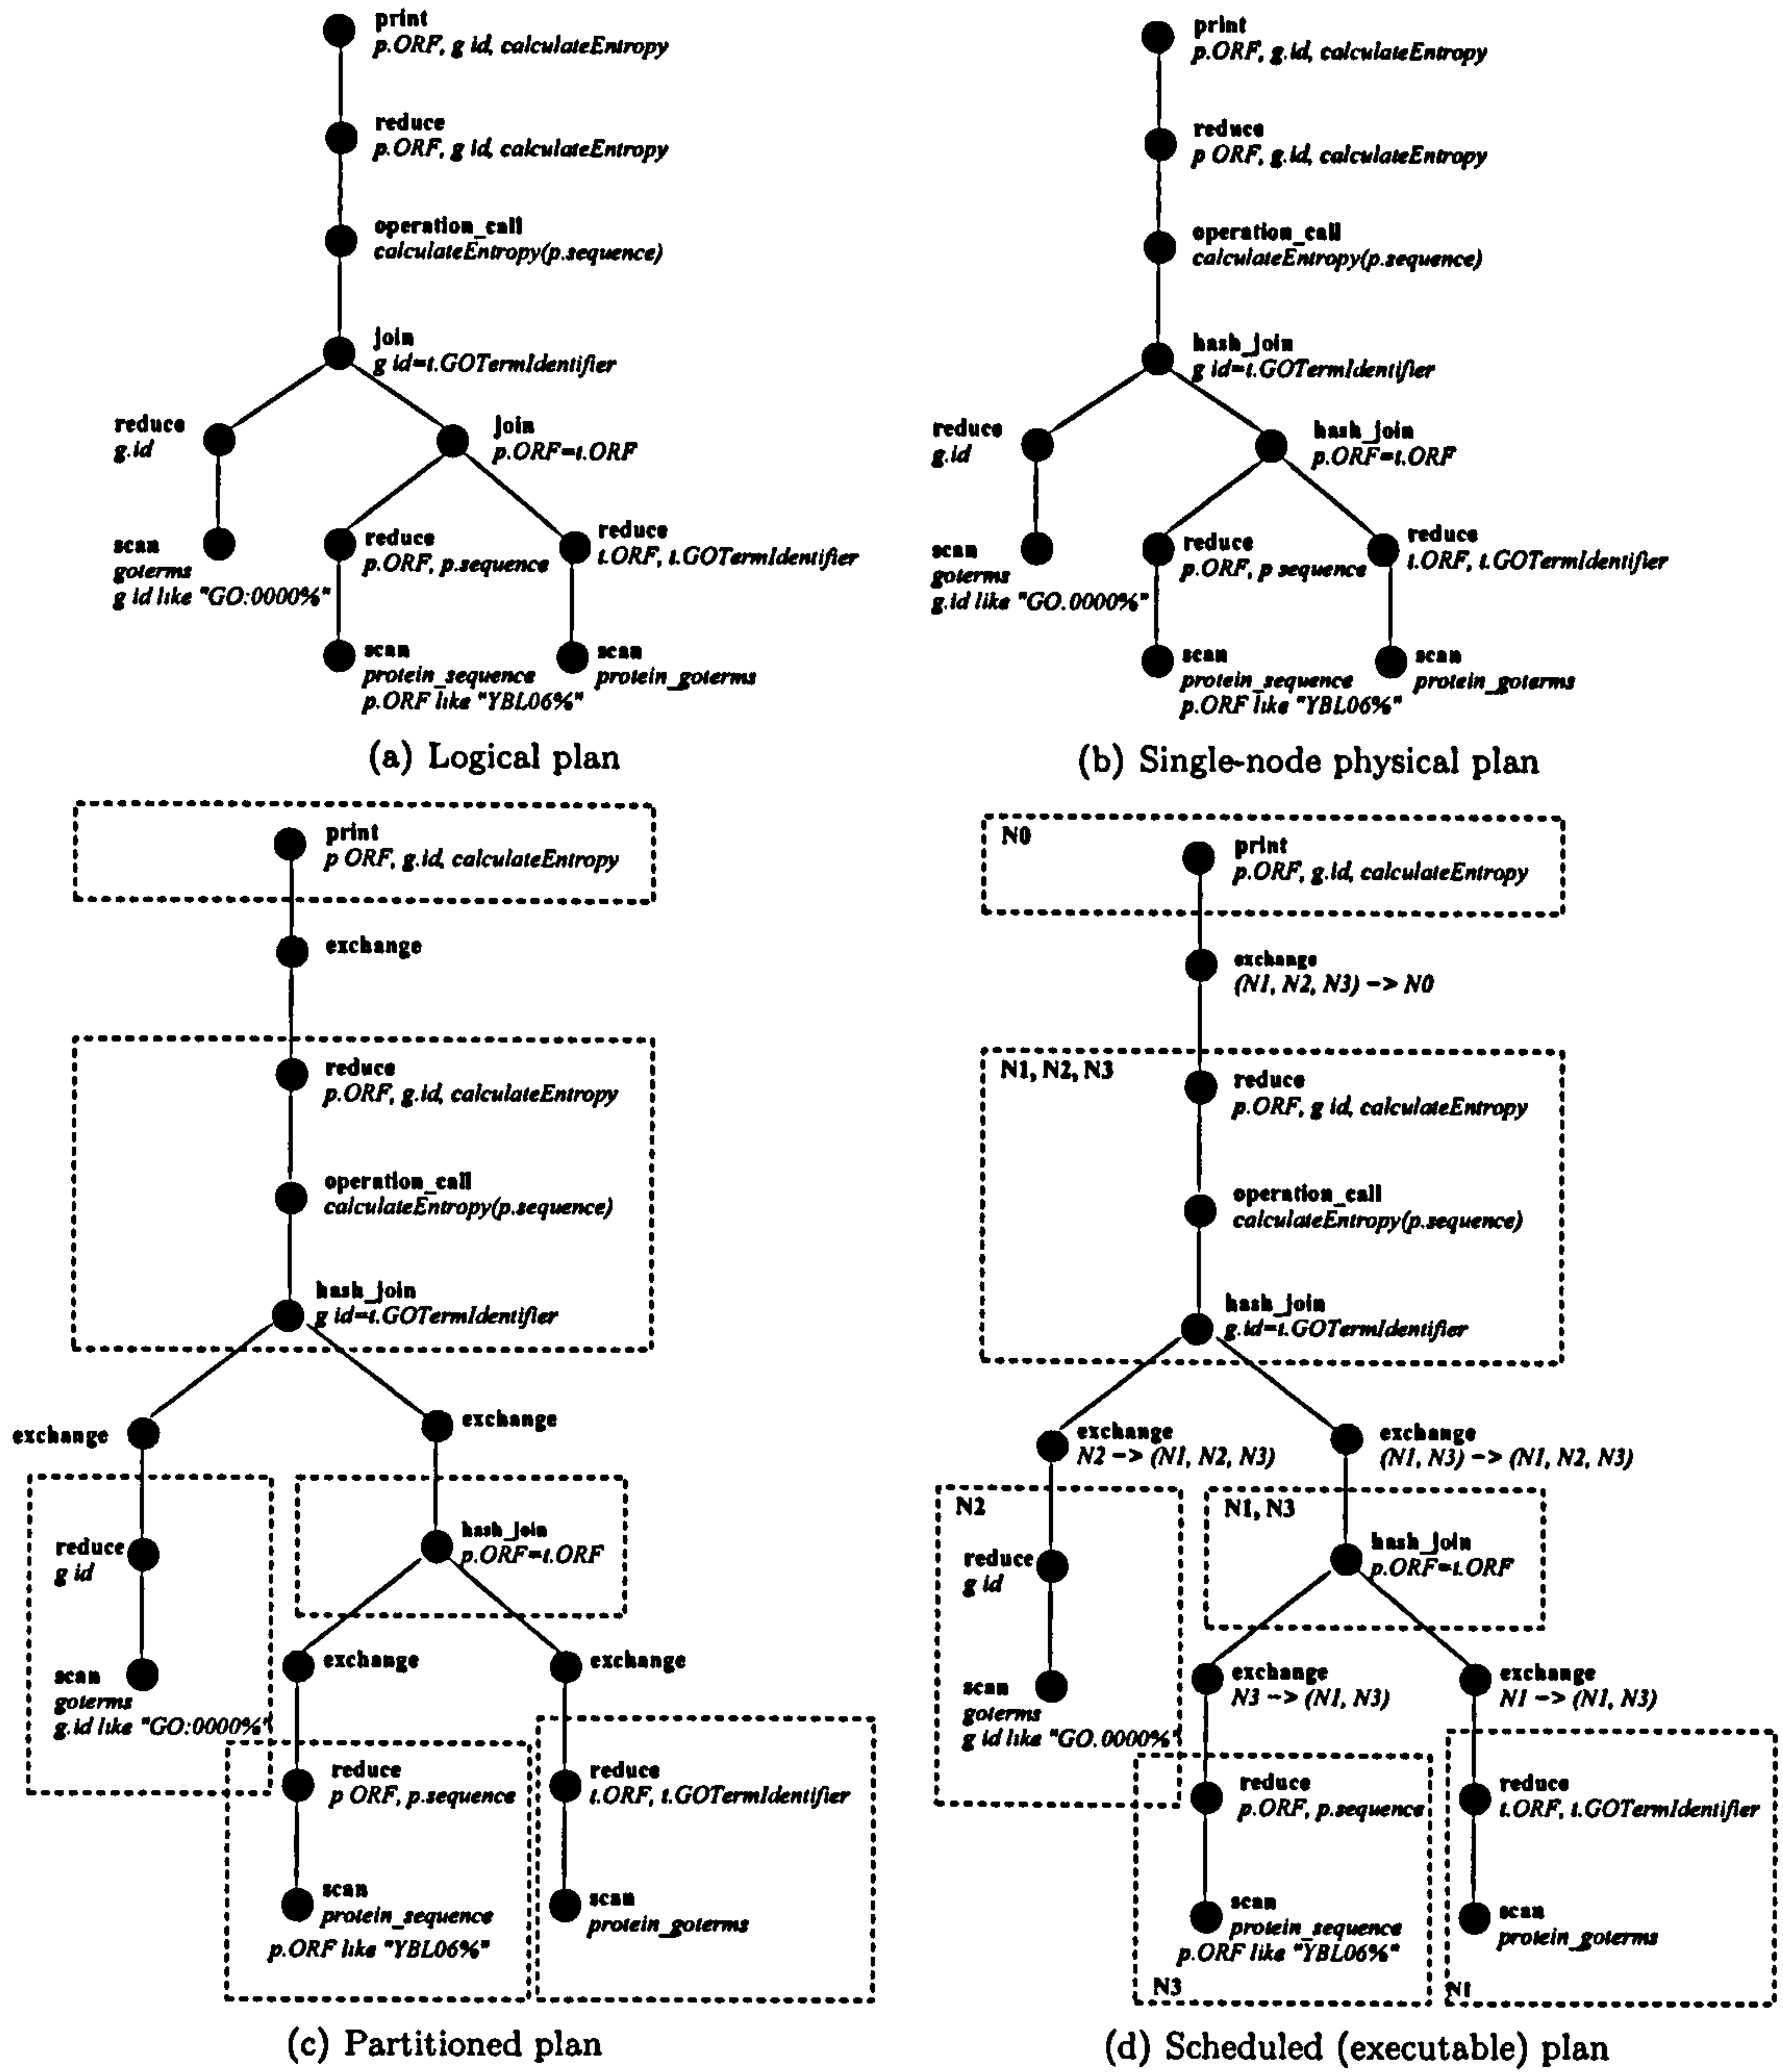 print
p.ORF, g id, calculateEntropy
reduce
p.ORF, g id, calculateEntropy
operation_call
calculateEntropy(p.sequence)
join
g id=t.GOTermIdentifier
reduce
g.id
join
p.ORF=t.ORF
scan
goterms
g id like "GO:0000%"
reduce
p.ORF, p.sequence
reduce
t.ORF, t.GOTermIdentifier
scan
protein_sequence
p.ORF like "YBL06%"
scan
protein_goterms
(a) Logical plan
print
p.ORF, g.id, calculateEntropy
reduce
p ORF, g.id, calculateEntropy
operation_call
calculateEntropy(p.sequence)
hash_join
g id=t.GOTermIdentifier
reduce
g.id
hash_join
p.ORF=t.ORF
scan
goterms
g.id like "GO.0000%"
reduce
p.ORF, p sequence
reduce
t.ORF, t.GOTermIdentifier
scan
protein_sequence
p.ORF like "YBL06%"
scan
protein_goterms
(b) Single-node physical plan
print
p ORF, g.id, calculateEntropy
exchange
reduce
p.ORF, g.id, calculateEntropy
operation_call
calculateEntropy(p.sequence)
hash_join
g id=t.GOTermIdentifier
exchange
exchange
reduce
g id
hash_join
p.ORF=t.ORF
scan
goterms
g.id like "GO:0000%"
exchange
exchange
reduce
p ORF, p.sequence
reduce
t.ORF, t.GOTermIdentifier
scan
protein_sequence
p.ORF like "YBL06%"
scan
protein_goterms
(c) Partitioned plan
N0
print
p.ORF, g.id, calculateEntropy
exchange
(N1, N2, N3) -> N0
N1, N2, N3
reduce
p.ORF, g id, calculateEntropy
operation_call
calculateEntropy(p.sequence)
hash_join
g.id=t.GOTermIdentifier
exchange
N2 -> (N1, N2, N3)
exchange
(N1, N3) -> (N1, N2, N3)
N2
reduce
g id
N1, N3
hash_join
p.ORF=t.ORF
scan
goterms
g id like "GO.0000%"
exchange
N3 -> (N1, N3)
exchange
N1 -> (N1, N3)
reduce
p.ORF, p.sequence
reduce
t.ORF, t.GOTermIdentifier
scan
protein_sequence
p.ORF like "YBL06%"
N3
scan
protein_goterms
N1
(d) Scheduled (executable) plan